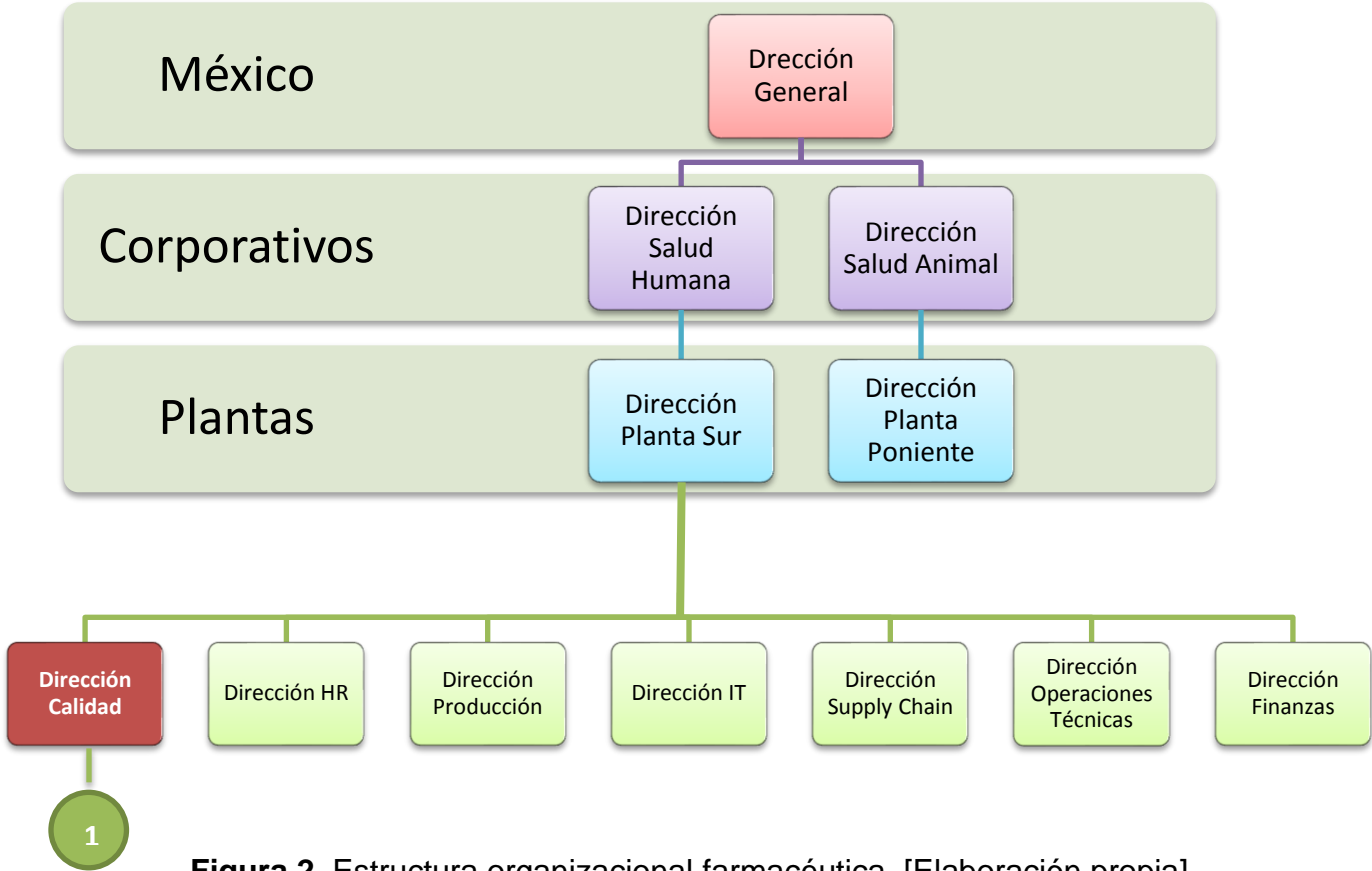 México
Drección
General
Corporativos
Dirección
Salud
Humana
Dirección
Salud Animal
Plantas
Dirección
Planta Sur
Dirección
Planta
Poniente
Dirección
Calidad
Dirección HR
Dirección
Producción
Dirección IT
Dirección
Supply Chain
Dirección
Operaciones
Técnicas
Dirección
Finanzas
1
Figura 2. Estructura organizacional farmacéutica. [Elaboración propia]